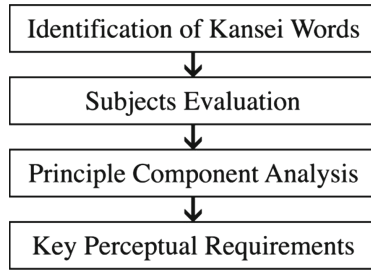 Identification of Kansei Words
Subjects Evaluation
Principle Component Analysis
Key Perceptual Requirements